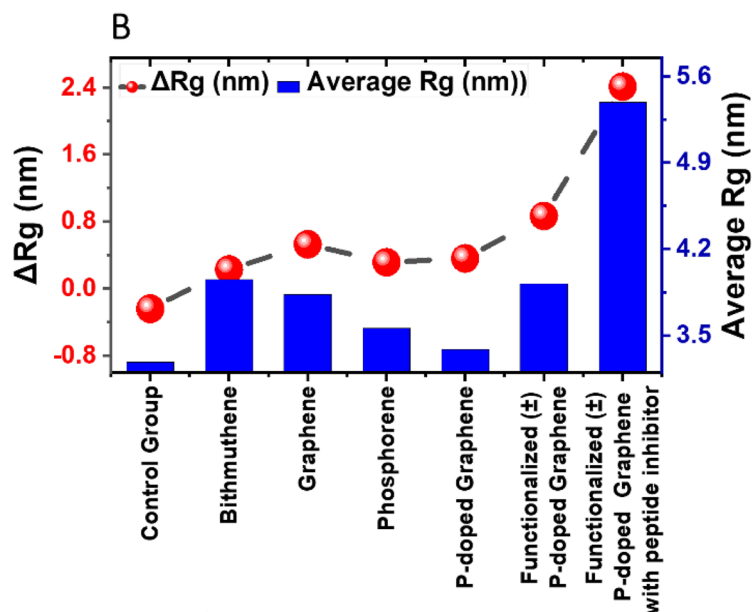 B
ΔRg (nm)
Average Rg (nm))
ΔRg (nm)
2.4
1.6
0.8
0.0
-0.8
5.6
4.9
4.2
3.5
Average Rg (nm)
Control Group
Bithmuthene
Graphene
Phosphorene
P-doped Graphene
Functionalized (±)
P-doped Graphene
Functionalized (±)
P-doped Graphene
with peptide inhibitor